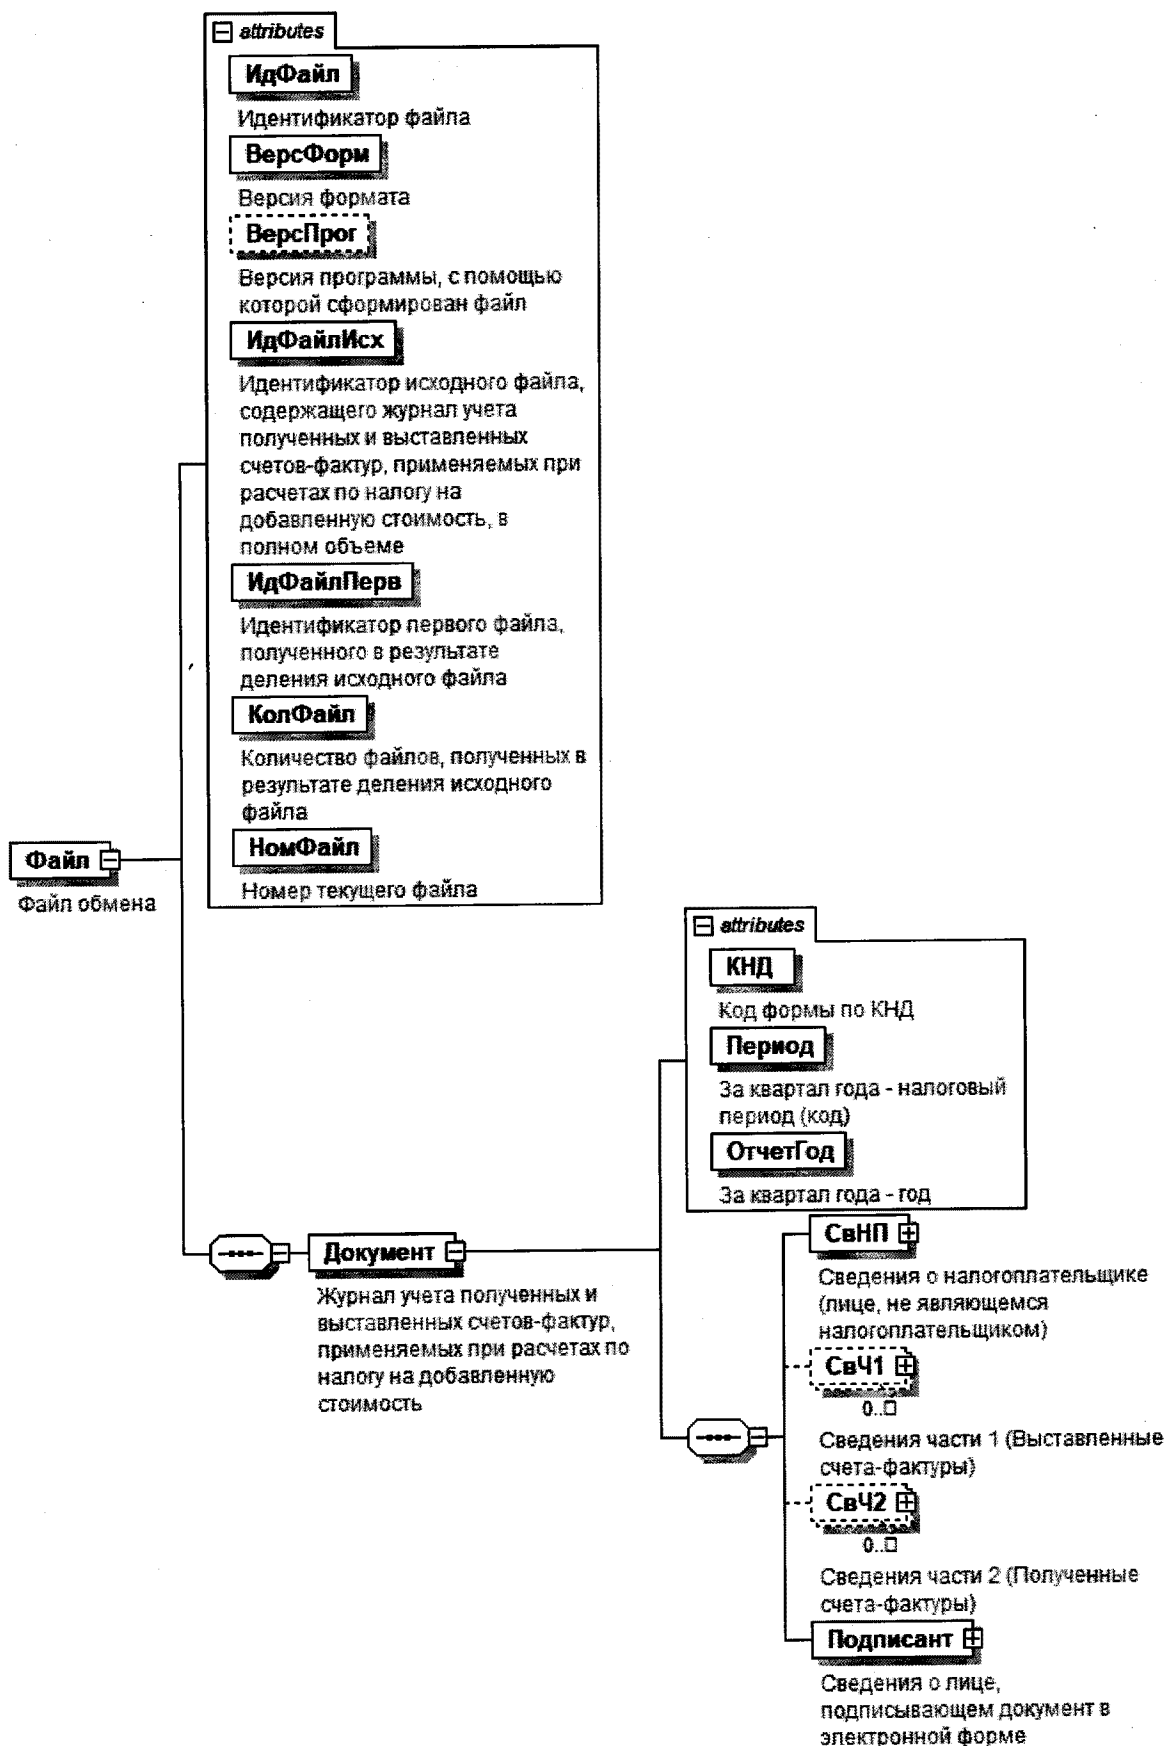 attributes
ИдФайл
Идентификатор файла
ВерсФорм
Версия формата
ВерсПрог
Версия программы, с помощью
которой сформирован файл
ИдФайлИсх
Идентификатор исходного файла,
содержащего журнал учета
полученных и выставленных
счетов-фактур, применяемых при
расчетах по налогу на
добавленную стоимость, в
полном объеме
ИдФайлПерв
Идентификатор первого файла,
полученного в результате
деления исходного файла
КолФайл
Количество файлов, полученных в
результате деления исходного
файла
НомФайл
Номер текущего файла
Файл
Файл обмена
attributes
КНД
Код формы по КНД
Период
За квартал года - налоговый
период (код)
ОтчетГод
За квартал года - год
Документ
Журнал учета полученных и
выставленных счетов-фактур,
применяемых при расчетах по
налогу на добавленную
стоимость
СвНП
Сведения о налогоплательщике
(лице, не являющемся
налогоплательщиком)
СвЧ1
0..□
Сведения части 1 (Выставленные
счета-фактуры)
СвЧ2
0..□
Сведения части 2 (Полученные
счета-фактуры)
Подписант
Сведения о лице,
подписывающем документ в
электронной форме